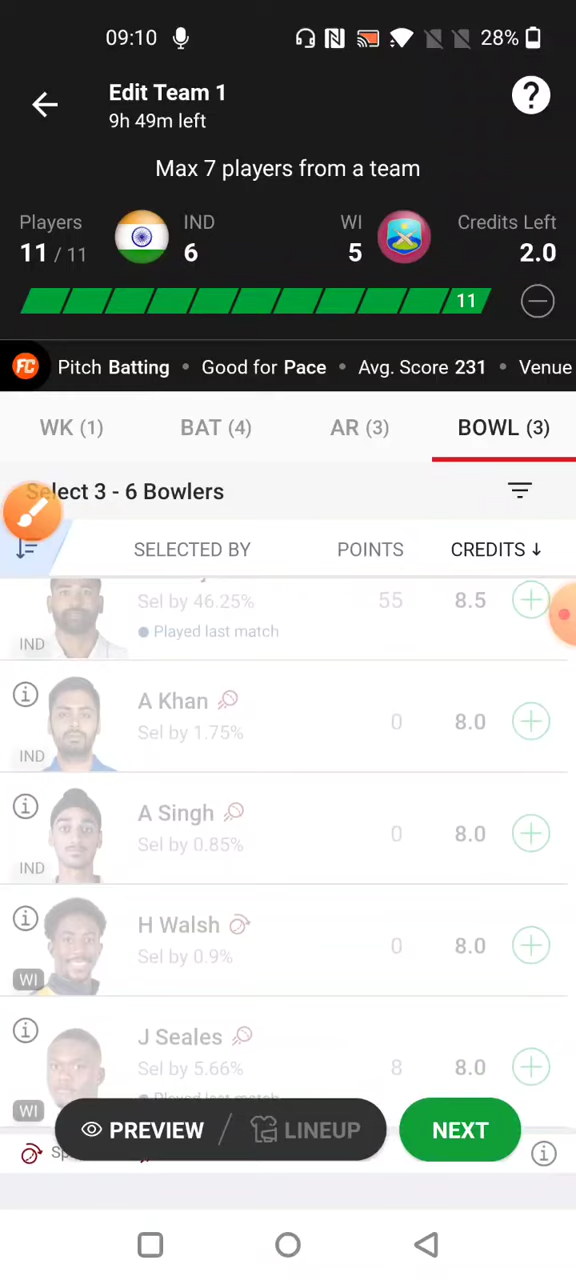 09:10 28%
Edit Team 1
9h 49m left
Max 7 players from a team
Players IND WI Credits Left
11 / 11 6 5 2.0
11
FC Pitch Batting • Good for Pace • Avg. Score 231 • Venue
WK (1) BAT (4) AR (3) BOWL (3)
Select 3 - 6 Bowlers
SELECTED BY POINTS CREDITS ↓
Sel by 46.25% 55 8.5
IND Played last match
A Khan
Sel by 1.75% 0 8.0
IND
A Singh
Sel by 0.85% 0 8.0
IND
H Walsh
Sel by 0.9% 0 8.0
WI
J Seales
Sel by 5.66% 8 8.0
WI
PREVIEW / LINEUP NEXT